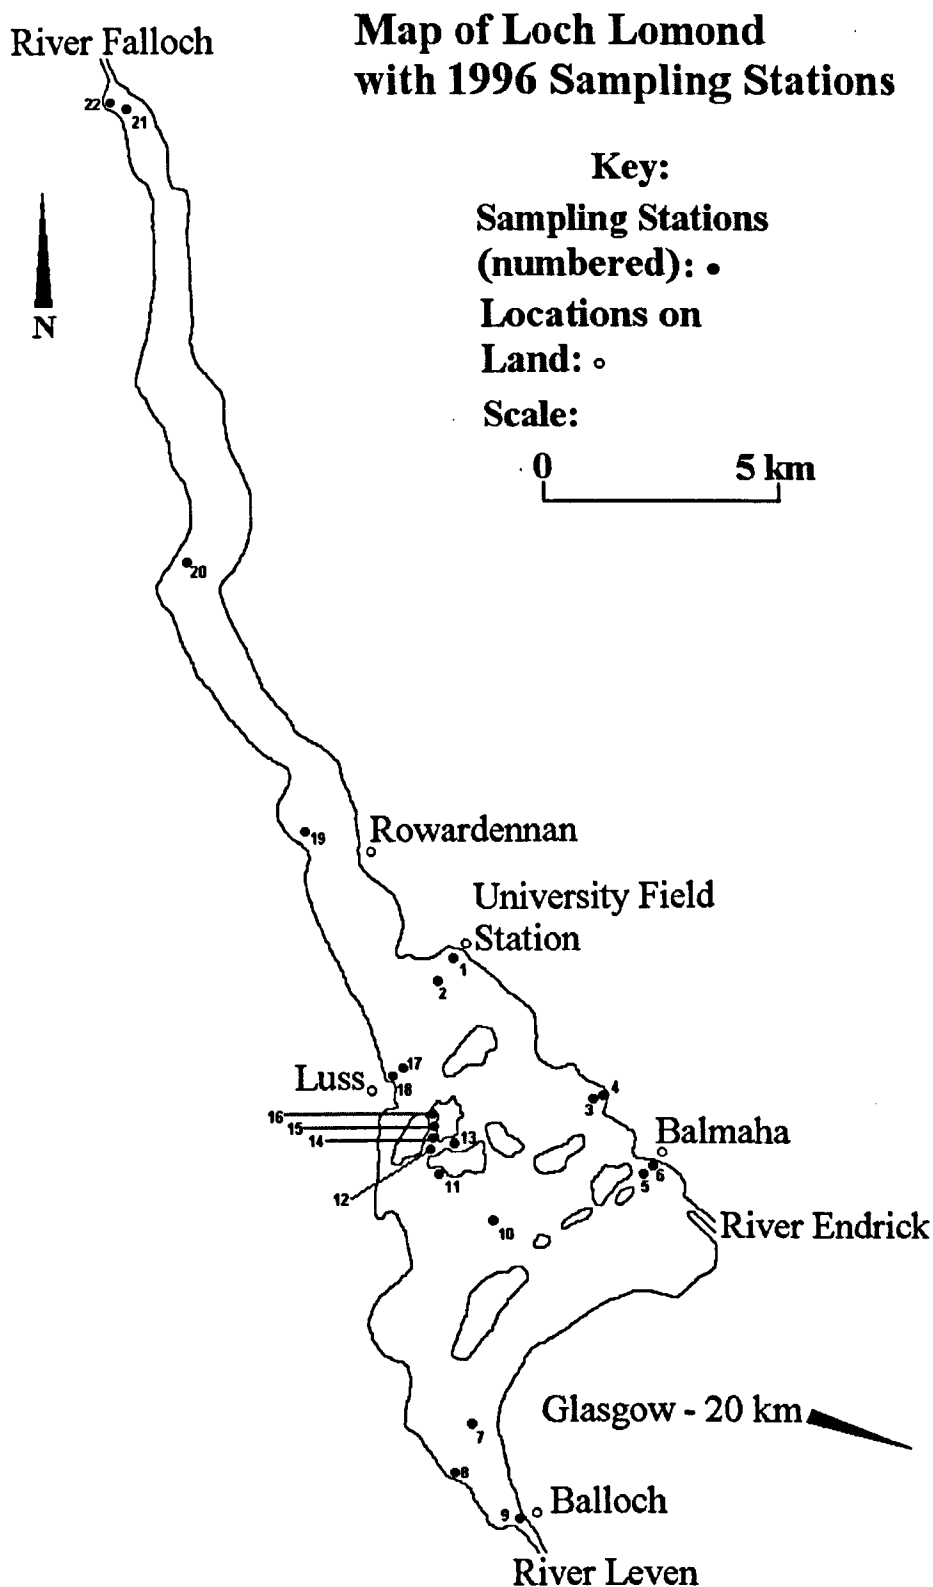 Map of Loch Lomond
with 1996 Sampling Stations
River Falloch
22
21
Key:
Sampling Stations
(numbered):
Locations on
Land:
Scale:
0 5 km
N
20
19
Rowardennan
University Field
Station
1
2
17
Luss
18
4
3
16
15
14
13
Balmaha
12
11
5
6
10
River Endrick
Glasgow - 20 km
7
8
9
Balloch
River Leven